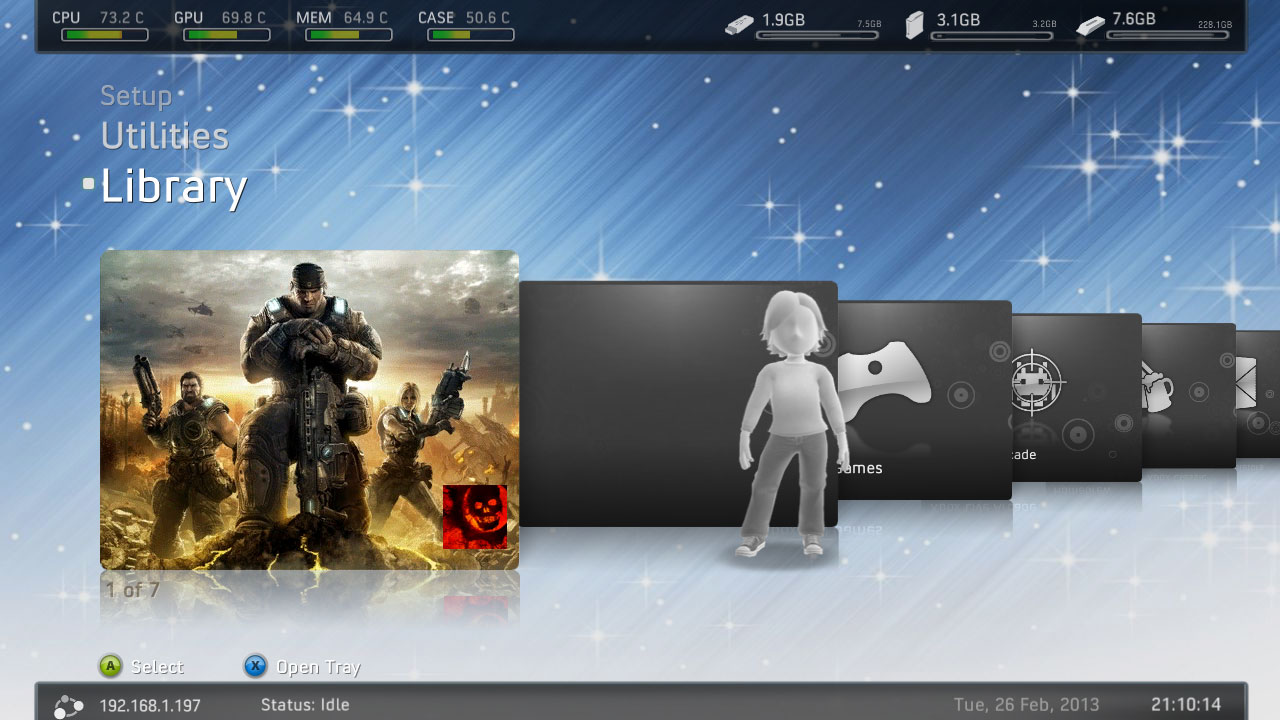 CPU 73.2 C GPU 69.8 C MEM 64.9 C CASE 50.6 C
1.9GB 7.5GB 3.1GB 3.2GB 7.6GB 228.1GB
Setup
Utilities
Library
ames
cade
1 of 7
A Select X Open Tray
192.168.1.197 Status: Idle Tue, 26 Feb, 2013 21:10:14